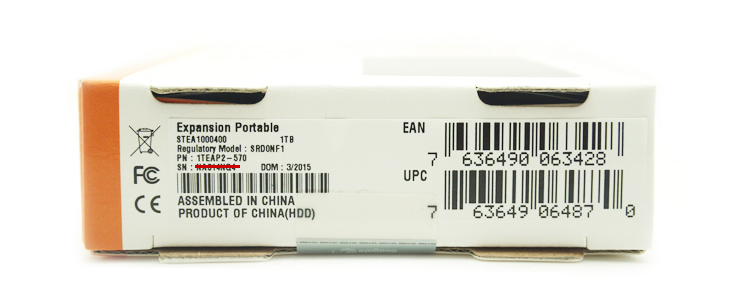 Expansion Portable
STEA1000400 1TB
Regulatory Model : SRD0NF1
PN : 1TEAP2-570
SN : DOM : 3/2015
ASSEMBLED IN CHINA
PRODUCT OF CHINA(HDD)
FC
CE
EAN
7 636490 063428
UPC
7 63649 06487 0